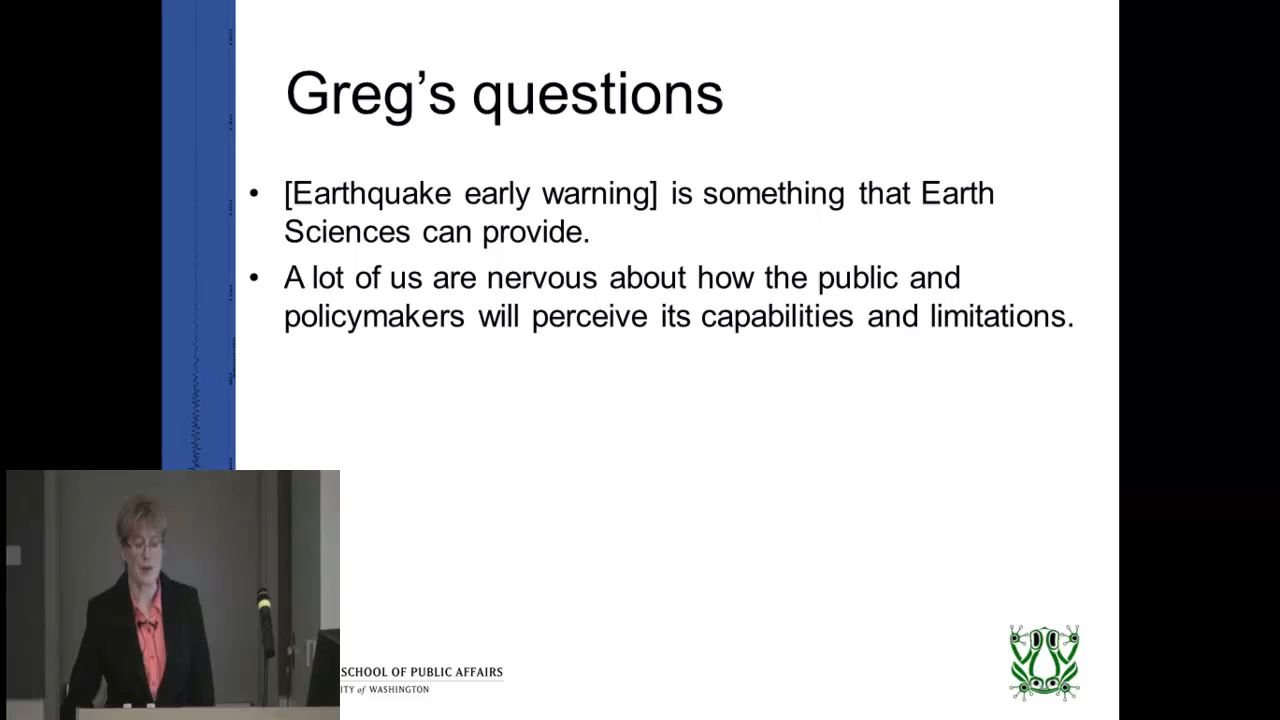 Greg’s questions
• [Earthquake early warning] is something that Earth
Sciences can provide.
• A lot of us are nervous about how the public and
policymakers will perceive its capabilities and limitations.
SCHOOL OF PUBLIC AFFAIRS
ITY of WASHINGTON